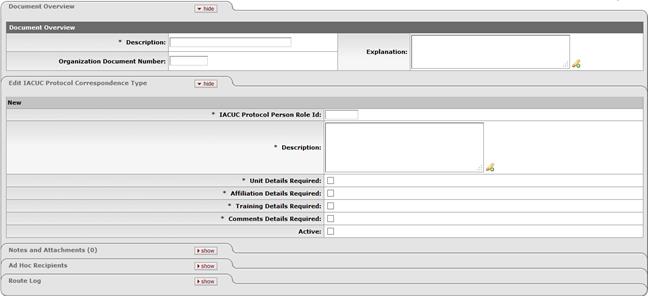 Document Overview hide
Document Overview
* Description: Explanation:
Organization Document Number:
Edit IACUC Protocol Correspondence Type hide
New
* IACUC Protocol Person Role Id:
* Description:
* Unit Details Required:
* Affiliation Details Required:
* Training Details Required:
* Comments Details Required:
Active:
Notes and Attachments (0) show
Ad Hoc Recipients show
Route Log show